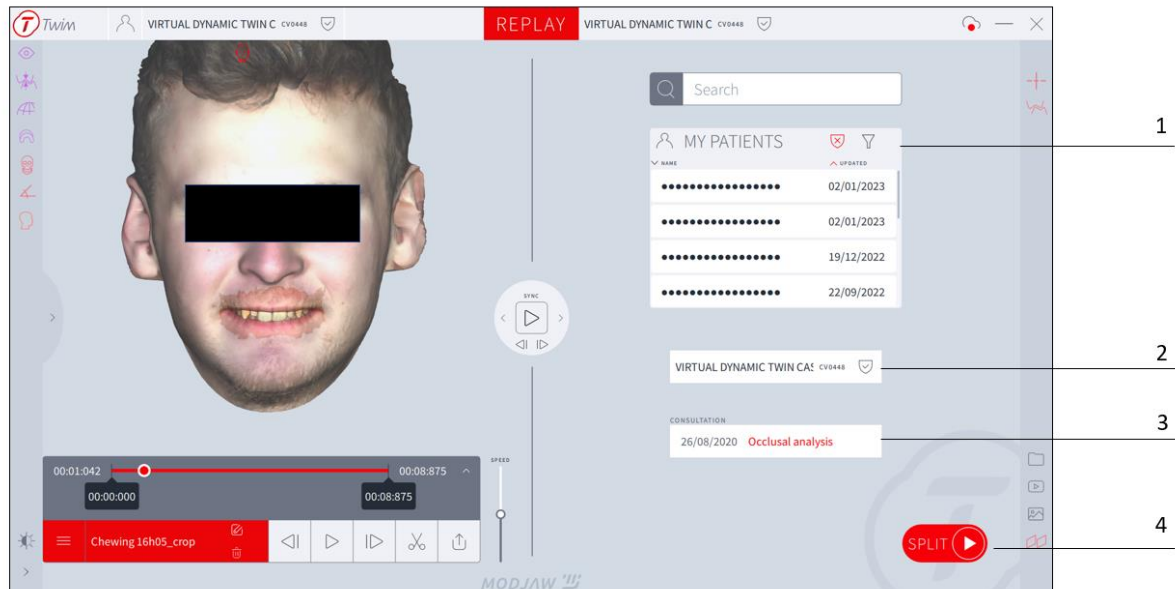 Twim
VIRTUAL DYNAMIC TWIN C CV0448
REPLAY
VIRTUAL DYNAMIC TWIN C CV0448
Search
MY PATIENTS
1
NAME
UPDATED
•••••••••••••••••• 02/01/2023
•••••••••••••••••• 02/01/2023
•••••••••••••••••• 19/12/2022
•••••••••••••••••• 22/09/2022
SYNC
VIRTUAL DYNAMIC TWIN CAS CV0448
2
CONSULTATION
26/08/2020 Occlusal analysis
3
00:01:042
00:08:875
SPEED
00:00:000
00:08:875
Chewing 16h05_crop
SPLIT
4
MODJAW